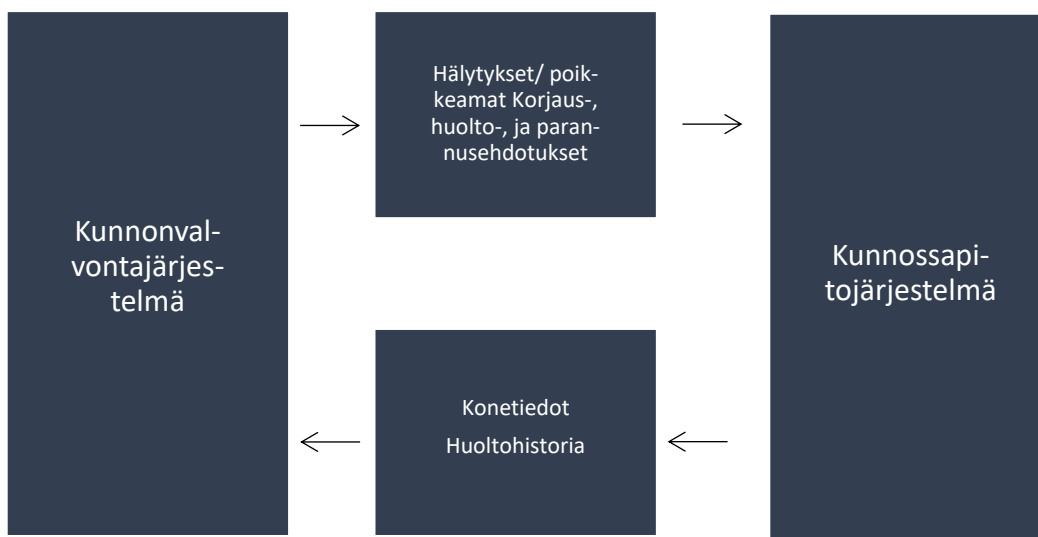 Kunnonval-
vontajärjes-
telmä
Hälytykset/ poik-
keamat Korjaus-,
huolto-, ja paran-
nusehdotukset
Konetiedot
Huoltohistoria
Kunnossapi-
tojärjestelmä